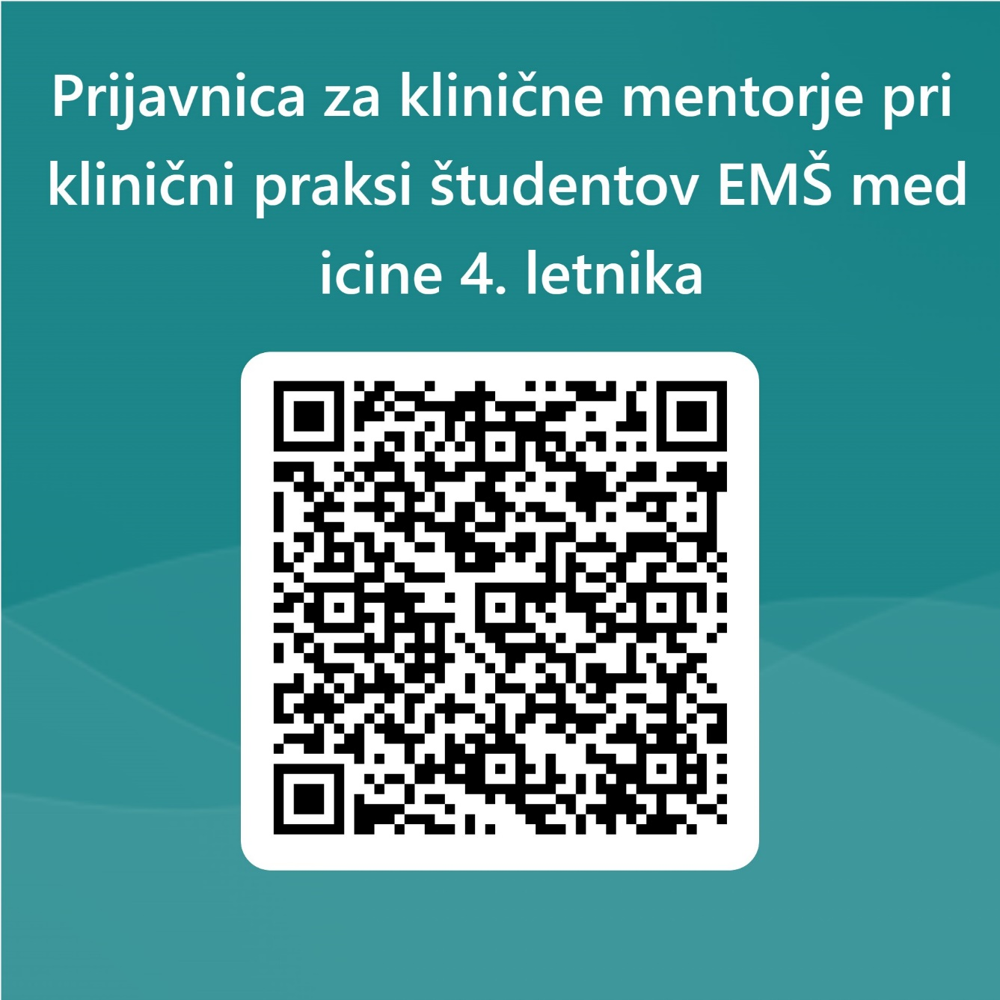 Prijavnica za klinične mentorje pri
klinični praksi študentov EMŠ med
icine 4. letnika